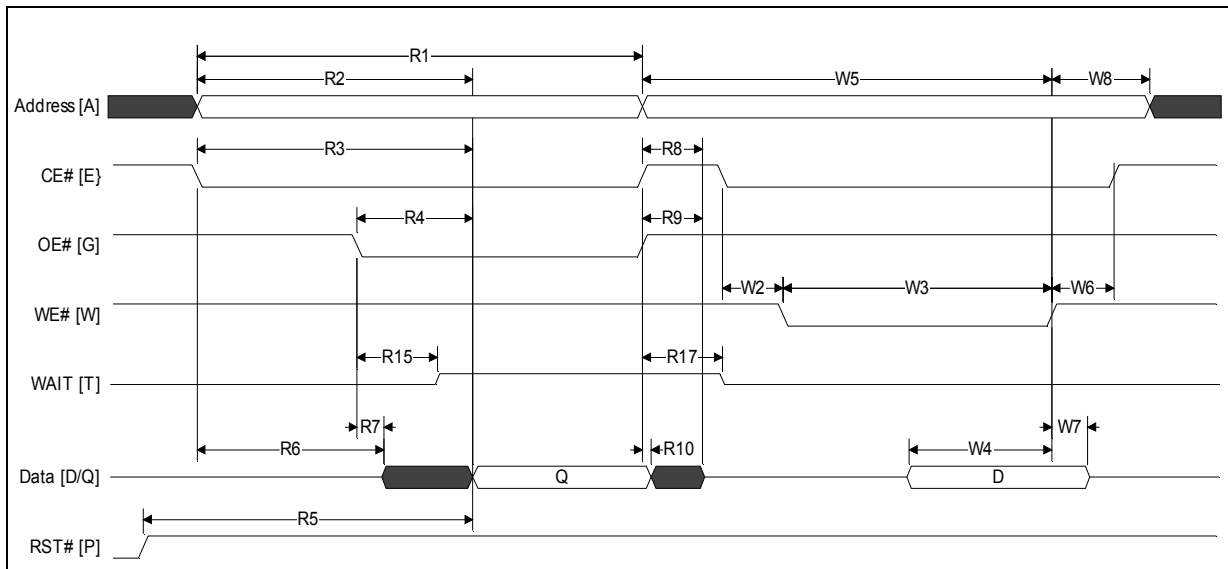 R1
R2
W5
W8
Address [A]
R3
R8
CE# [E}
R4
R9
OE# [G]
W2
W3
W6
WE# [W]
R15
R17
WAIT [T]
R7
W7
R6
R10
W4
Data [D/Q]
Q
D
R5
RST# [P]